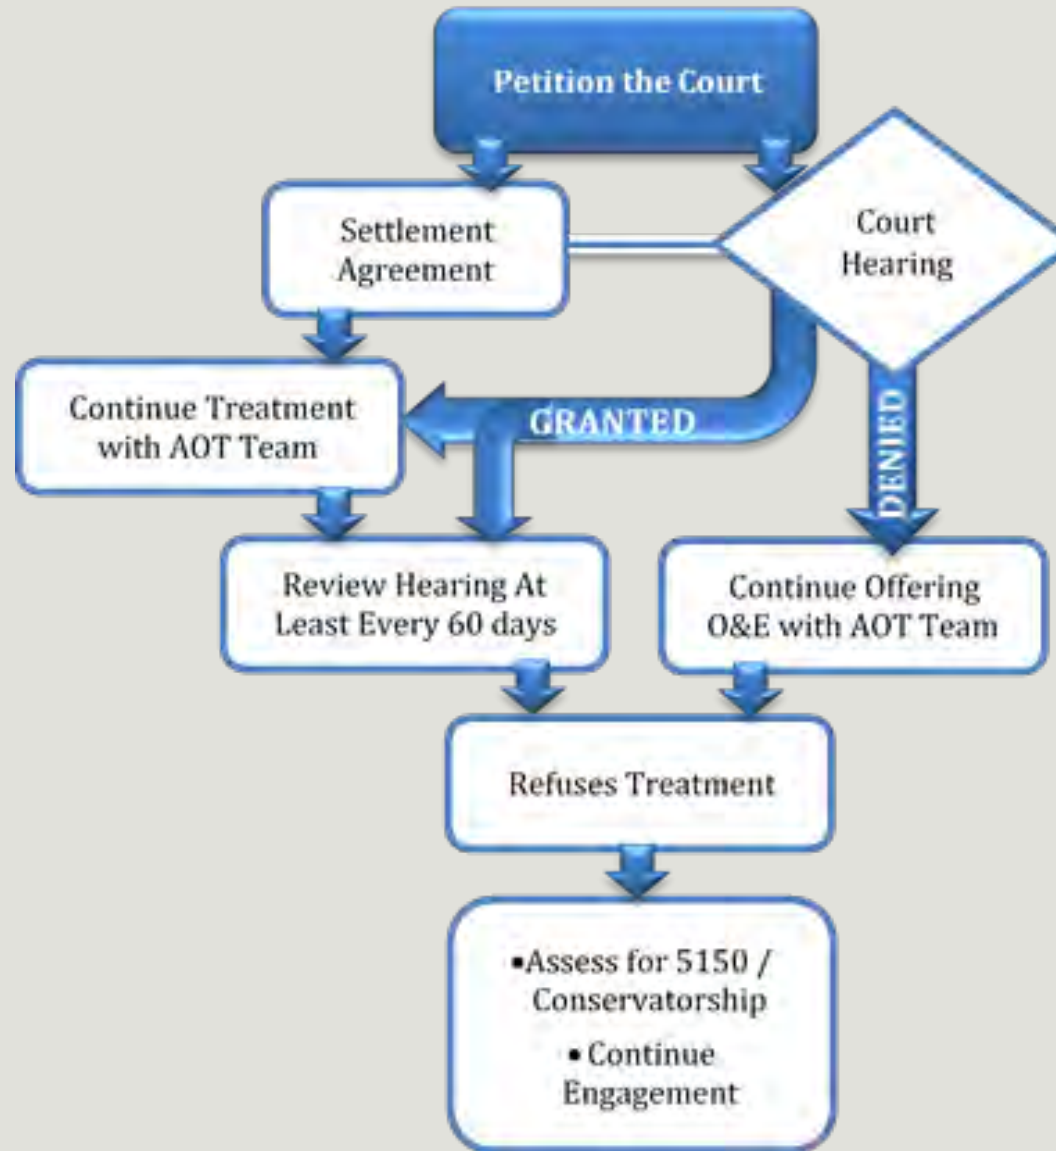 Petition the Court
Settlement
Agreement
Court
Hearing
Continue Treatment
with AOT Team
GRANTED
DENIED
Review Hearing At
Least Every 60 days
Continue Offering
O&E with AOT Team
Refuses Treatment
•Assess for 5150 /
Conservatorship
• Continue
Engagement